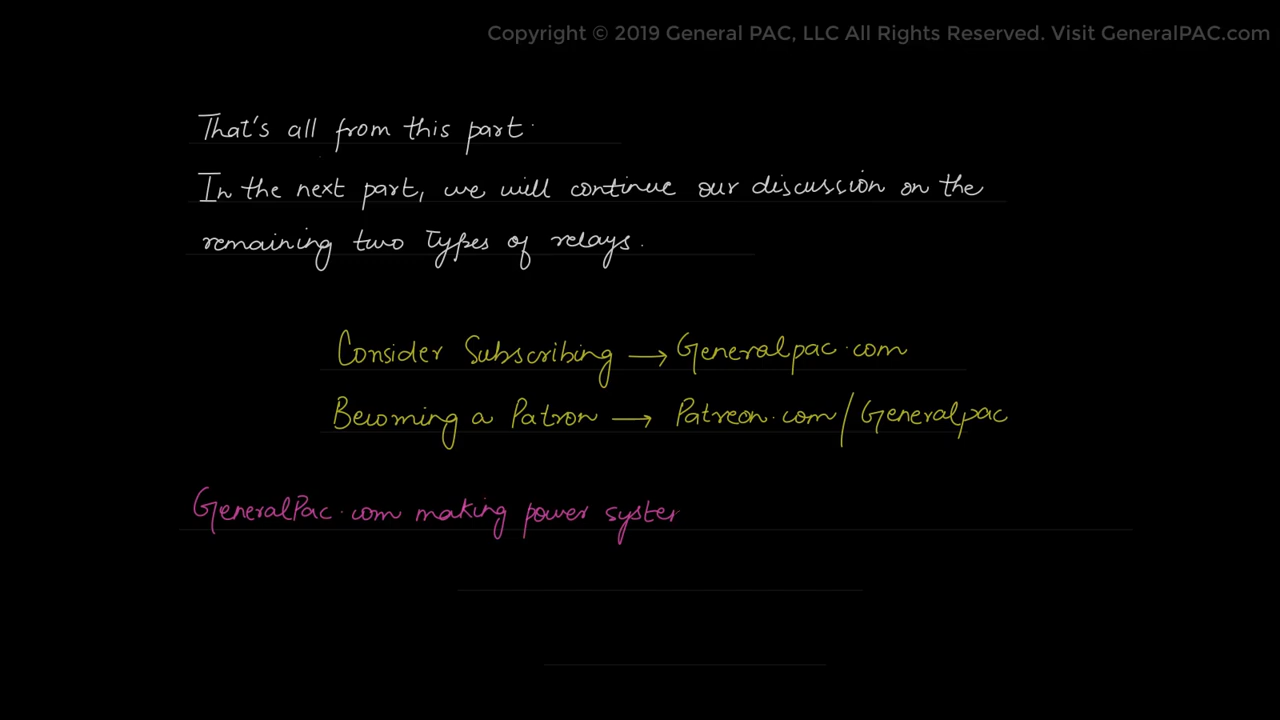 Copyright © 2019 General PAC, LLC All Rights Reserved. Visit GeneralPAC.com
That's all from this part.
In the next part, we will continue our discussion on the
remaining two types of relays.
Consider Subscribing → Generalpac.com
Becoming a Patron → Patreon.com/Generalpac
GeneralPac.com making power syster